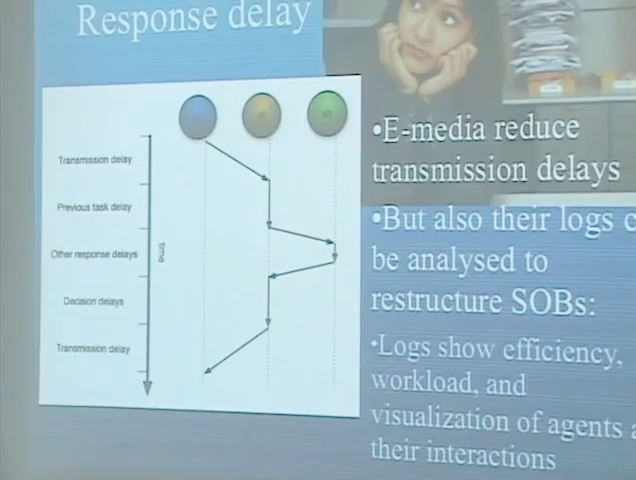 Response delay
Transmission delay
Previous task delay
Other response delays
Decision delays
Transmission delay
time
•E-media reduce
transmission delays
•But also their logs
be analysed to
restructure SOBs:
•Logs show efficiency,
workload, and
visualization of agents
their interactions